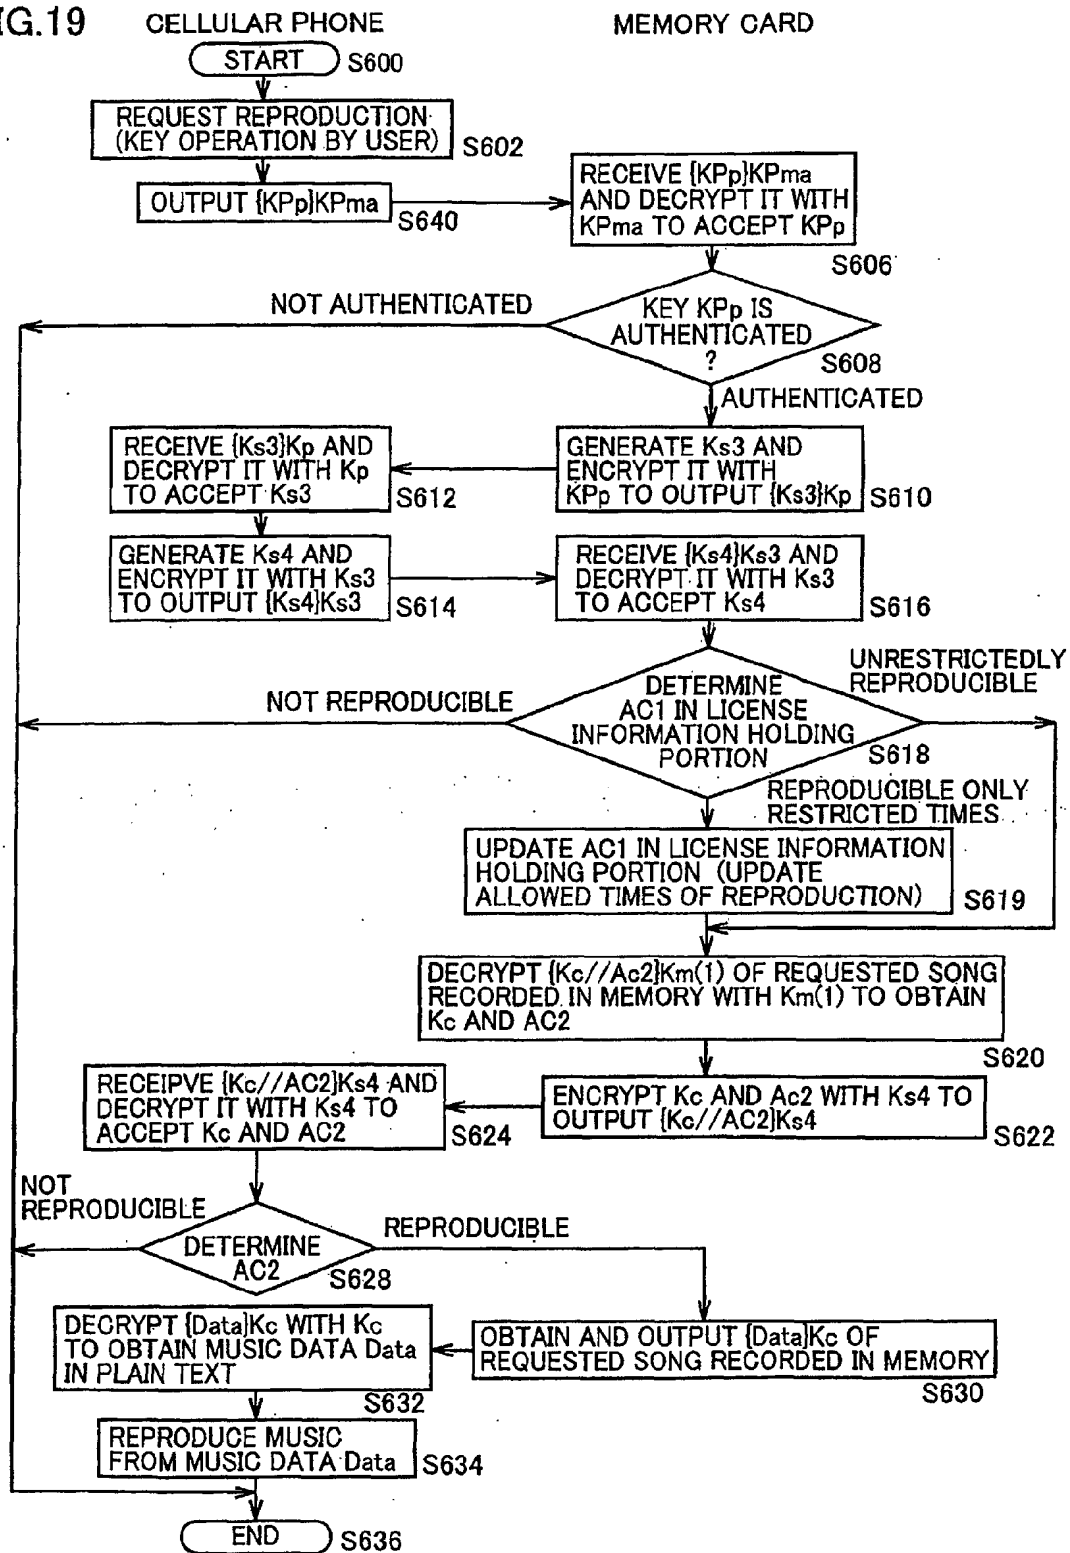 IG.19
CELLULAR PHONE
MEMORY CARD
START
S600
REQUEST REPRODUCTION
(KEY OPERATION BY USER)
S602
OUTPUT {KPp}KPma
S640
RECEIVE {KPp}KPma
AND DECRYPT IT WITH
KPma TO ACCEPT KPp
S606
NOT AUTHENTICATED
KEY KPp IS
AUTHENTICATED
?
S608
AUTHENTICATED
RECEIVE {Ks3}Kp AND
DECRYPT IT WITH Kp
TO ACCEPT Ks3
S612
GENERATE Ks3 AND
ENCRYPT IT WITH
KPp TO OUTPUT {Ks3}Kp
S610
GENERATE Ks4 AND
ENCRYPT IT WITH Ks3
TO OUTPUT {Ks4}Ks3
S614
RECEIVE {Ks4}Ks3 AND
DECRYPT IT WITH Ks3
TO ACCEPT Ks4
S616
NOT REPRODUCIBLE
DETERMINE
AC1 IN LICENSE
INFORMATION HOLDING
PORTION
S618
UNRESTRICTEDLY
REPRODUCIBLE
REPRODUCIBLE ONLY
RESTRICTED TIMES
UPDATE AC1 IN LICENSE INFORMATION
HOLDING PORTION (UPDATE
ALLOWED TIMES OF REPRODUCTION)
S619
DECRYPT {Kc//Ac2}Km(1) OF REQUESTED SONG
RECORDED IN MEMORY WITH Km(1) TO OBTAIN
Kc AND AC2
S620
RECEIPVE {Kc//AC2}Ks4 AND
DECRYPT IT WITH Ks4 TO
ACCEPT Kc AND AC2
S624
ENCRYPT Kc AND Ac2 WITH Ks4 TO
OUTPUT {Kc//AC2}Ks4
S622
NOT
REPRODUCIBLE
DETERMINE
AC2
S628
REPRODUCIBLE
DECRYPT {Data}Kc WITH Kc
TO OBTAIN MUSIC DATA Data
IN PLAIN TEXT
S632
OBTAIN AND OUTPUT {Data}Kc OF
REQUESTED SONG RECORDED IN MEMORY
S630
REPRODUCE MUSIC
FROM MUSIC DATA Data
S634
END
S636